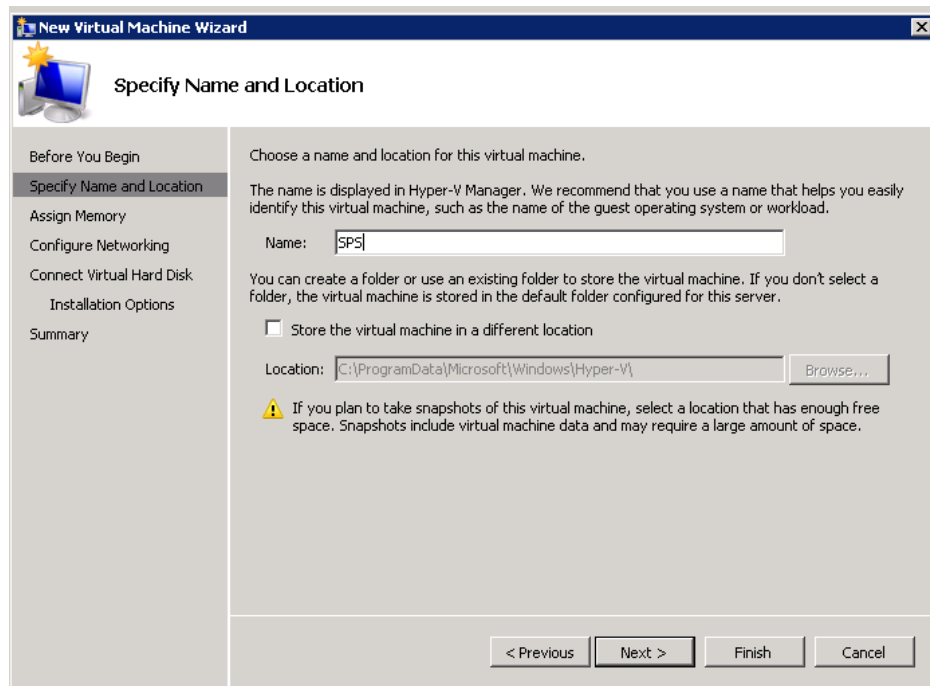 New Virtual Machine Wizard
Specify Name and Location
Before You Begin
Specify Name and Location
Assign Memory
Configure Networking
Connect Virtual Hard Disk
Installation Options
Summary
Choose a name and location for this virtual machine.
The name is displayed in Hyper-V Manager. We recommend that you use a name that helps you easily
identify this virtual machine, such as the name of the guest operating system or workload.
Name: SPS
You can create a folder or use an existing folder to store the virtual machine. If you don't select a
folder, the virtual machine is stored in the default folder configured for this server.
Store the virtual machine in a different location
Location: C:\ProgramData\Microsoft\Windows\Hyper-V\ Browse...
If you plan to take snapshots of this virtual machine, select a location that has enough free
space. Snapshots include virtual machine data and may require a large amount of space.
< Previous Next > Finish Cancel